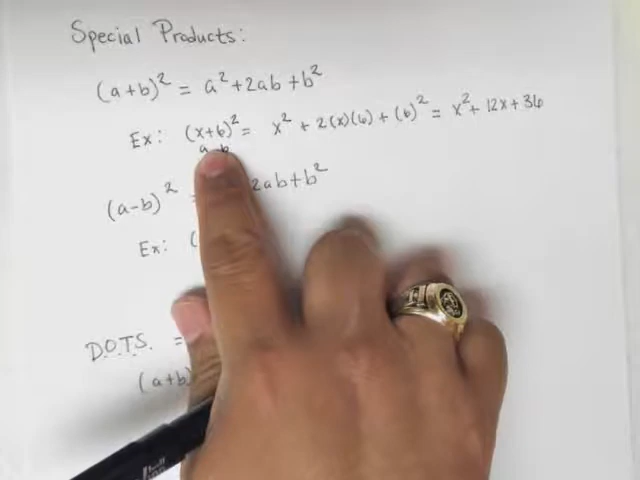 Special Products:
(a+b)² = a² + 2ab + b²
Ex: (x+6)² = x² + 2(x)(6) + (6)² = x² + 12x + 36
a b
(a-b)² = 2ab + b²
Ex: (
D.O.T.S. =
(a+b)